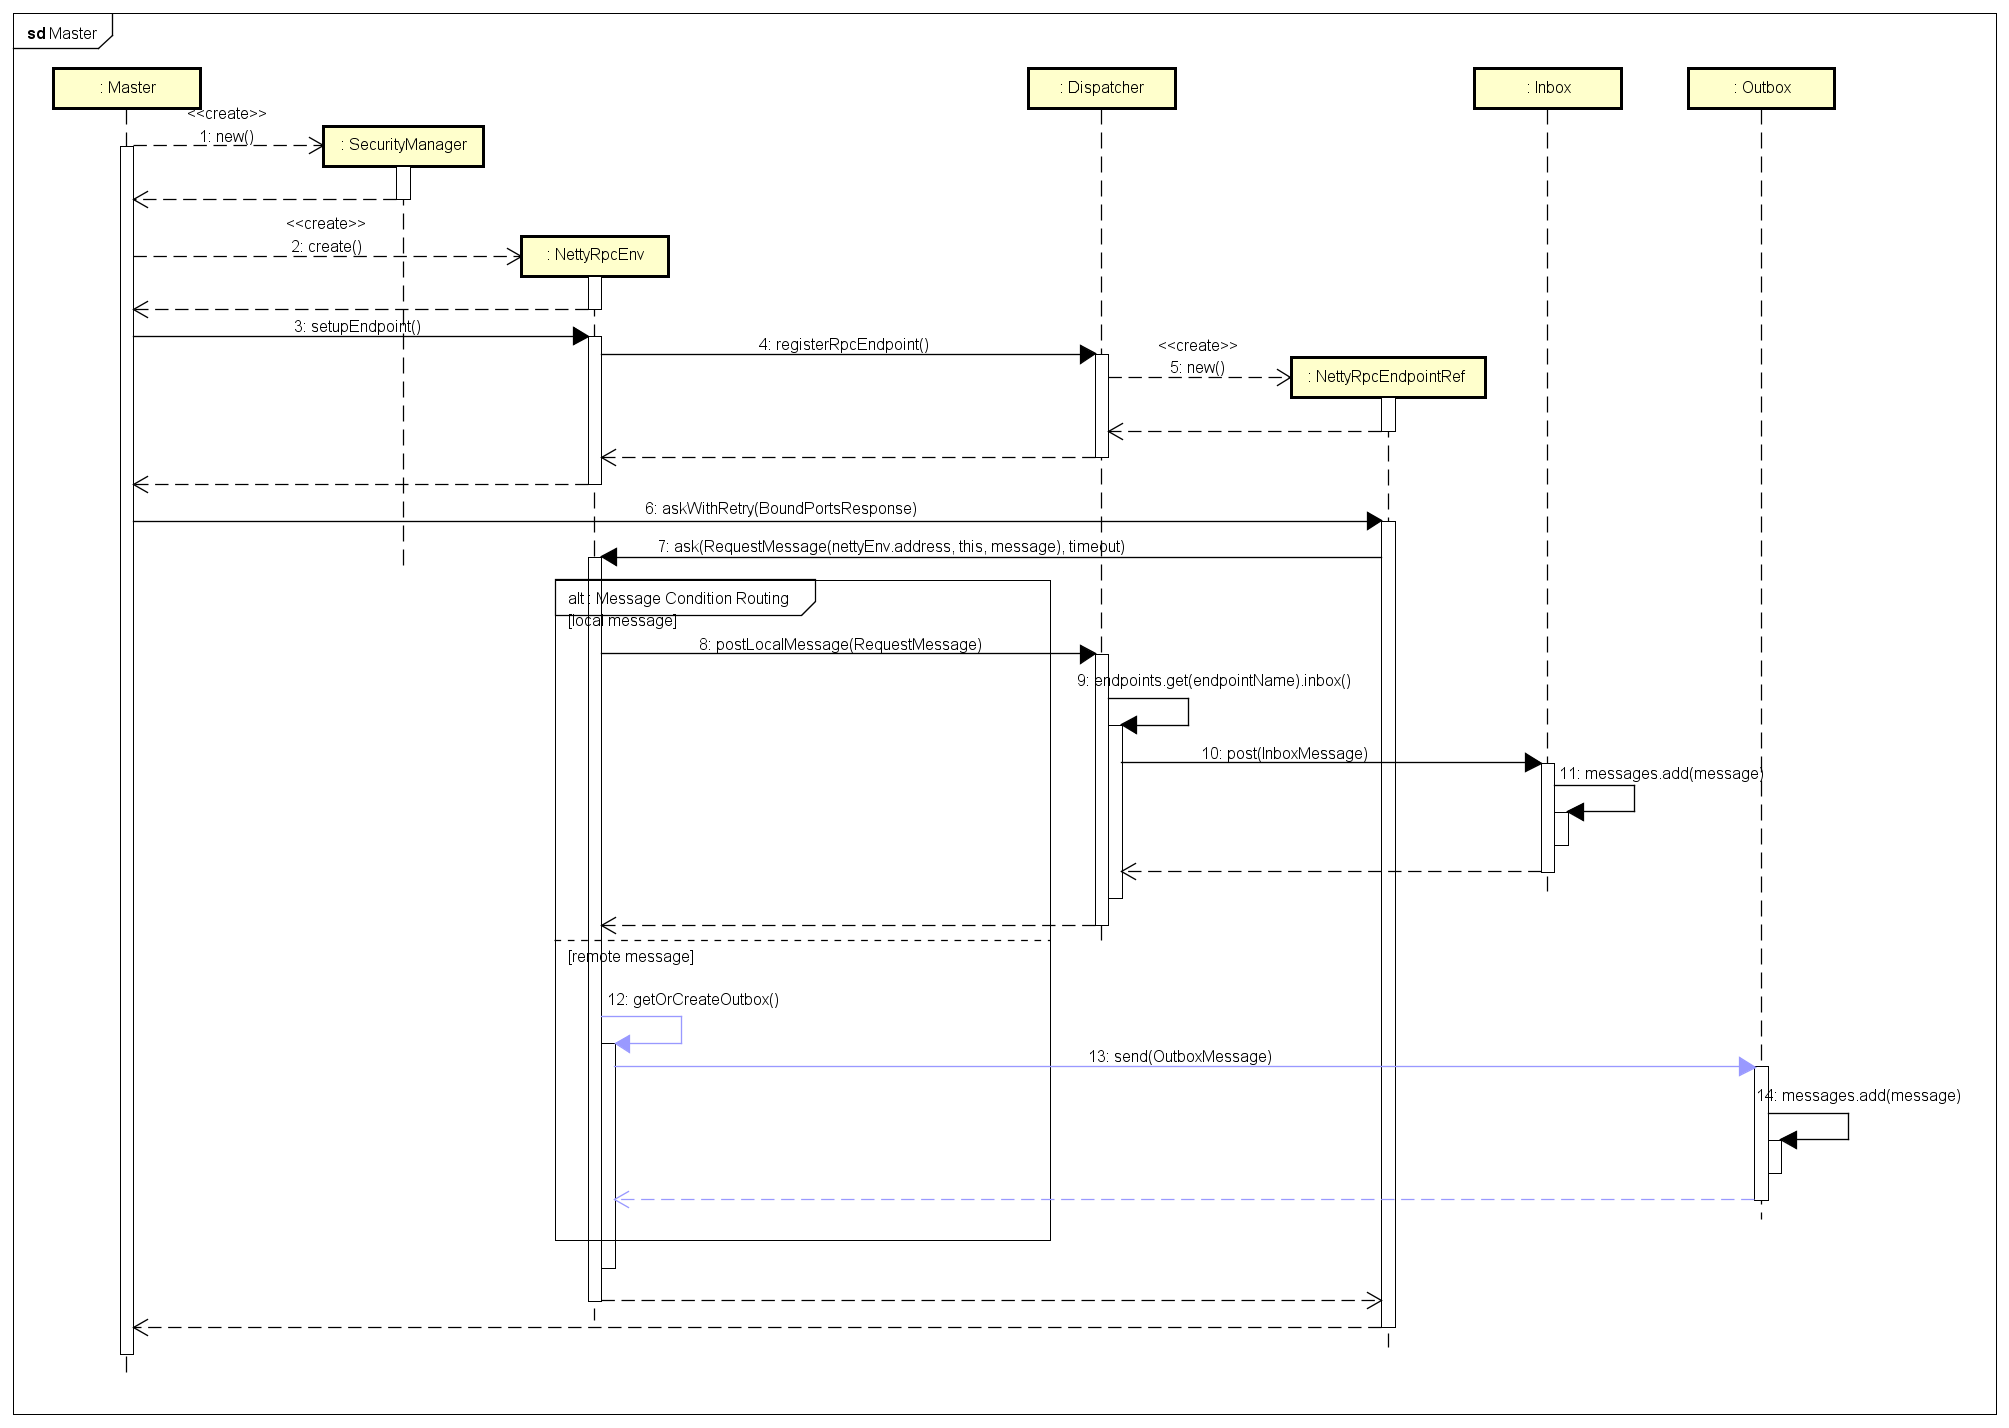 sd Master
: Master
: Dispatcher
: Inbox
: Outbox
<<create>>
1: new()
: SecurityManager
<<create>>
2: create()
: NettyRpcEnv
3: setupEndpoint()
4: registerRpcEndpoint()
<<create>>
5: new()
: NettyRpcEndpointRef
6: askWithRetry(BoundPortsResponse)
7: ask(RequestMessage(nettyEnv.address, this, message), timeout)
alt : Message Condition Routing
[local message]
8: postLocalMessage(RequestMessage)
9: endpoints.get(endpointName).inbox()
10: post(InboxMessage)
11: messages.add(message)
[remote message]
12: getOrCreateOutbox()
13: send(OutboxMessage)
14: messages.add(message)